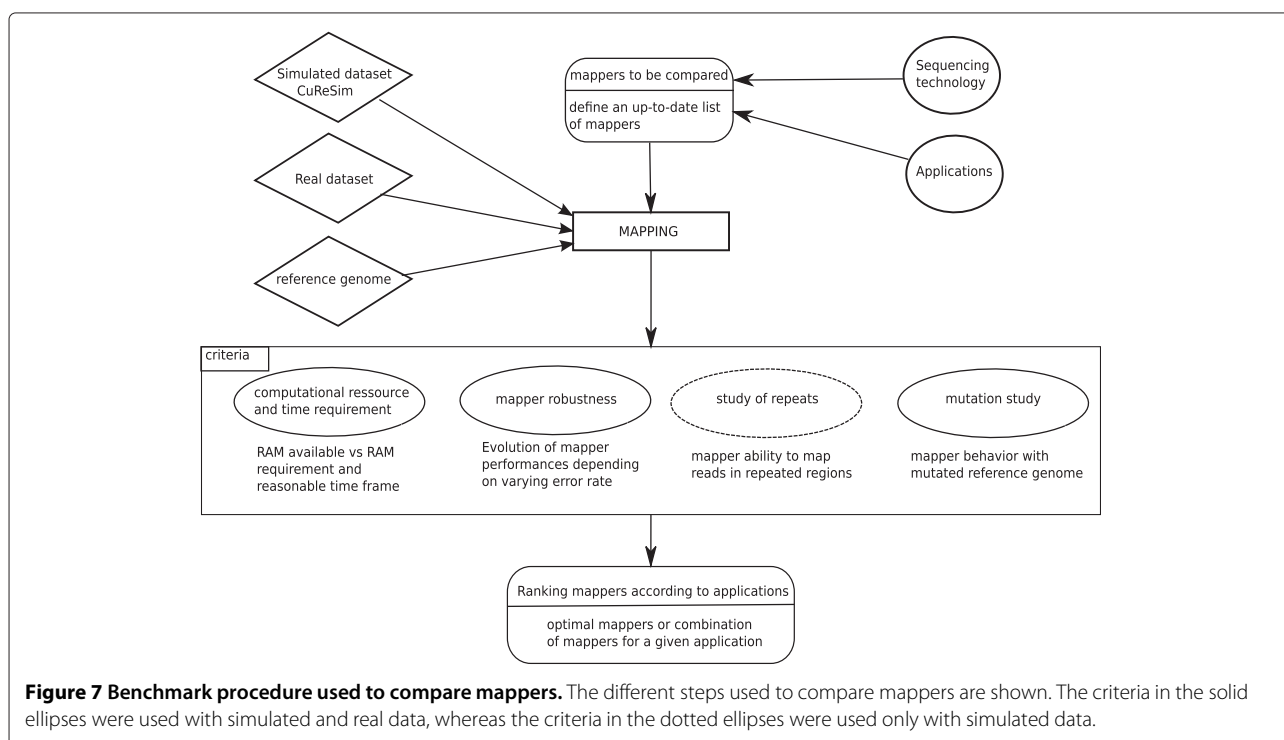 Simulated dataset
CuReSim
Real dataset
reference genome
mappers to be compared
define an up-to-date list
of mappers
Sequencing
technology
Applications
MAPPING
criteria
computational ressource
and time requirement
RAM available vs RAM
requirement and
reasonable time frame
mapper robustness
Evolution of mapper
performances depending
on varying error rate
study of repeats
mapper ability to map
reads in repeated regions
mutation study
mapper behavior with
mutated reference genome
Ranking mappers according to applications
optimal mappers or combination
of mappers for a given application
Figure 7 Benchmark procedure used to compare mappers. The different steps used to compare mappers are shown. The criteria in the solid
ellipses were used with simulated and real data, whereas the criteria in the dotted ellipses were used only with simulated data.